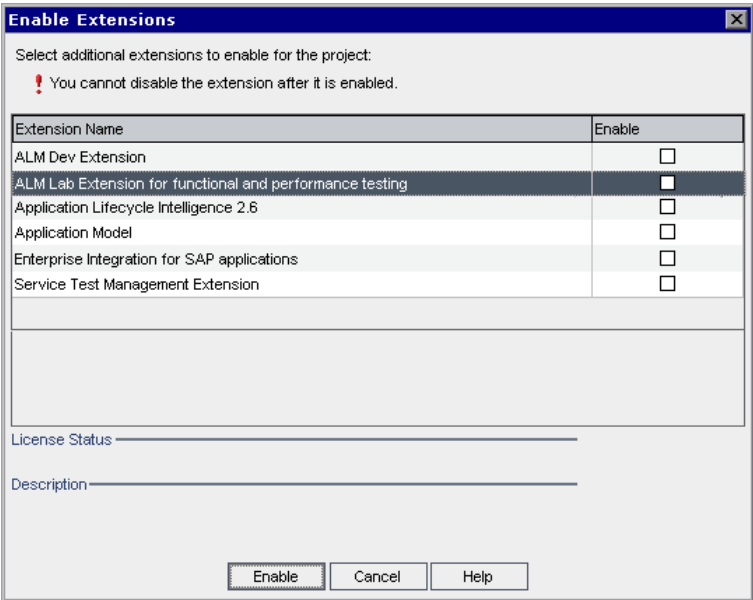 Enable Extensions
Select additional extensions to enable for the project:
You cannot disable the extension after it is enabled.
Extension Name Enable
ALM Dev Extension
ALM Lab Extension for functional and performance testing
Application Lifecycle Intelligence 2.6
Application Model
Enterprise Integration for SAP applications
Service Test Management Extension
License Status
Description
Enable Cancel Help